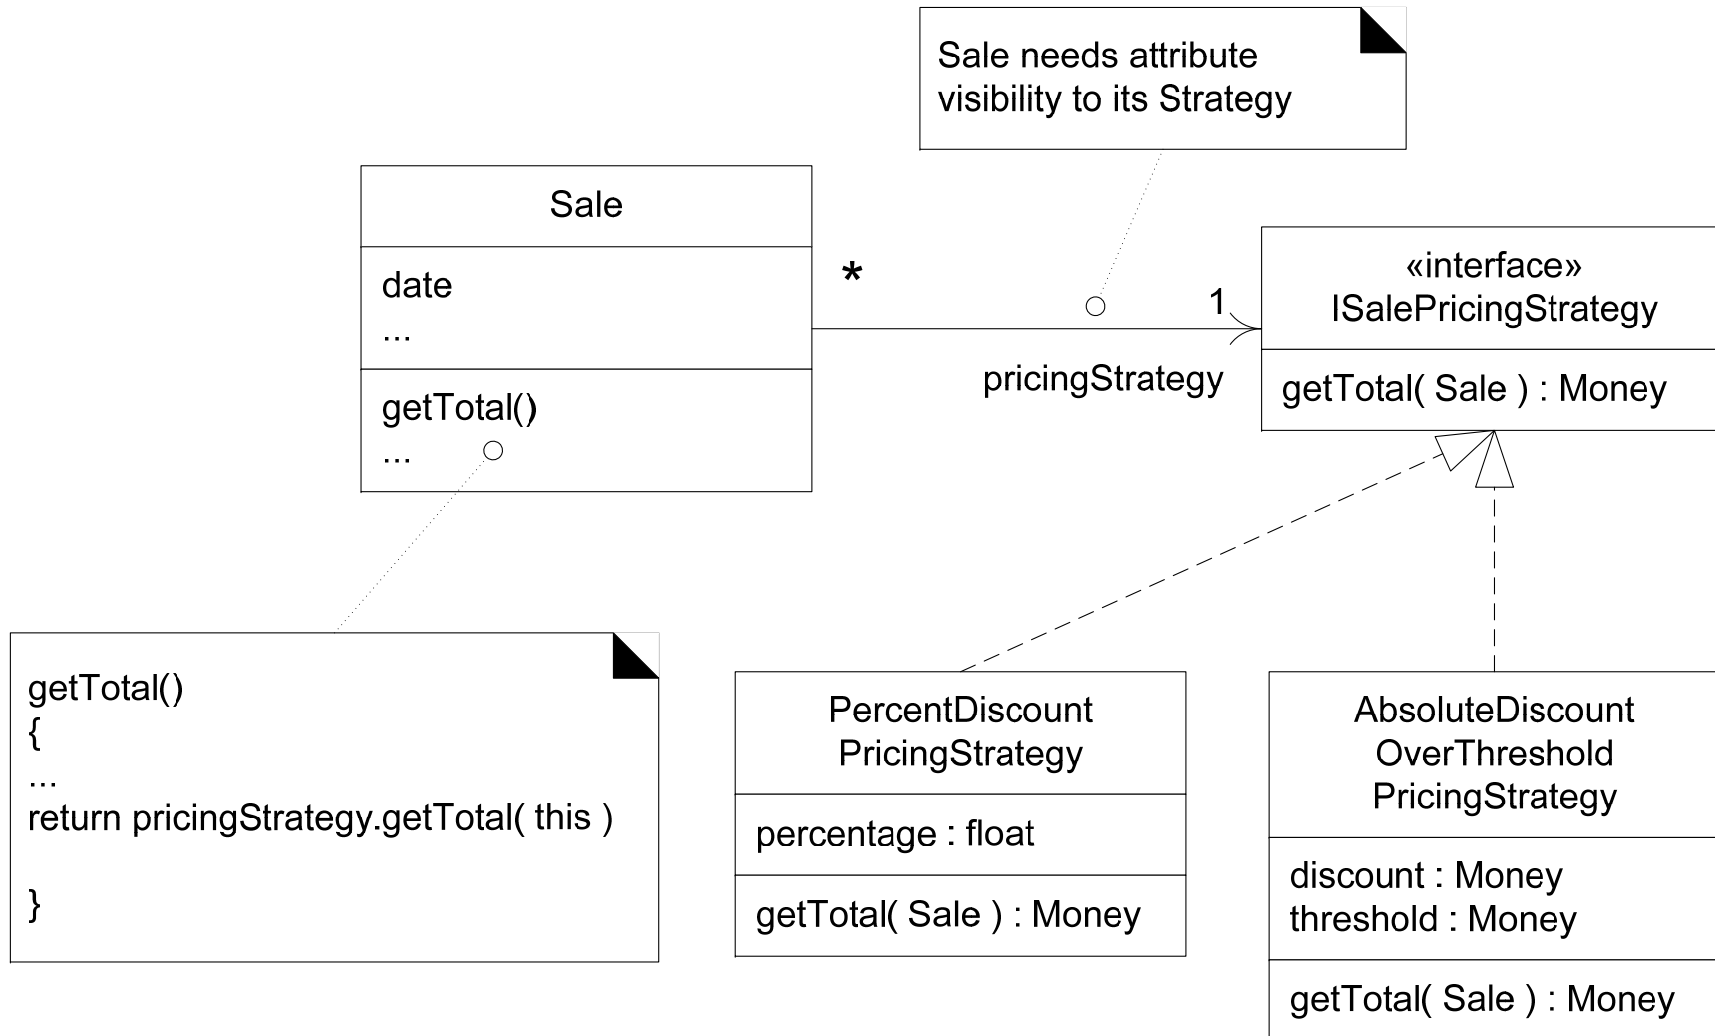 Sale needs attribute
visibility to its Strategy
Sale
date
...
getTotal()
...
*
1
pricingStrategy
«interface»
ISalePricingStrategy
getTotal( Sale ) : Money
getTotal()
{
...
return pricingStrategy.getTotal( this )
}
PercentDiscount
PricingStrategy
percentage : float
getTotal( Sale ) : Money
AbsoluteDiscount
OverThreshold
PricingStrategy
discount : Money
threshold : Money
getTotal( Sale ) : Money